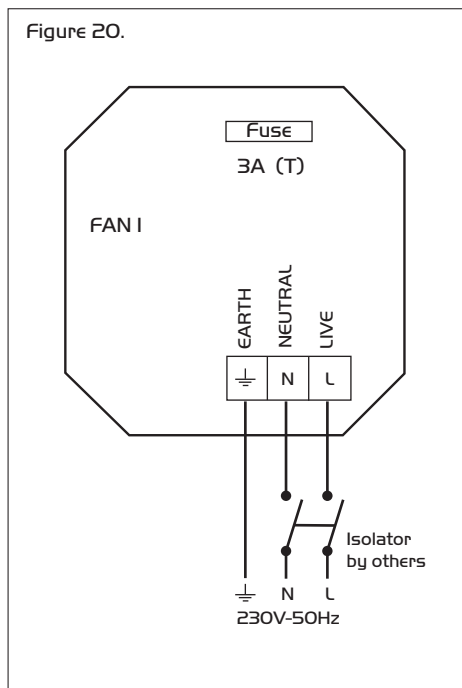 Figure 20.
Fuse
3A (T)
FAN 1
EARTH
NEUTRAL
LIVE
N L
Isolator
by others
N L
230V-50Hz